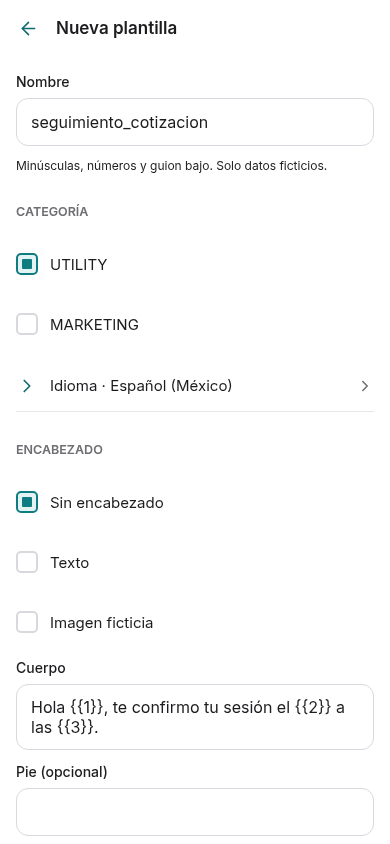 Nueva plantilla
Nombre
seguimiento_cotizacion
Minúsculas, números y guion bajo. Solo datos ficticios.
CATEGORÍA
UTILITY
MARKETING
Idioma · Español (México)
ENCABEZADO
Sin encabezado
Texto
Imagen ficticia
Cuerpo
Hola {{1}}, te confirmo tu sesión el {{2}} a
las {{3}}.
Pie (opcional)